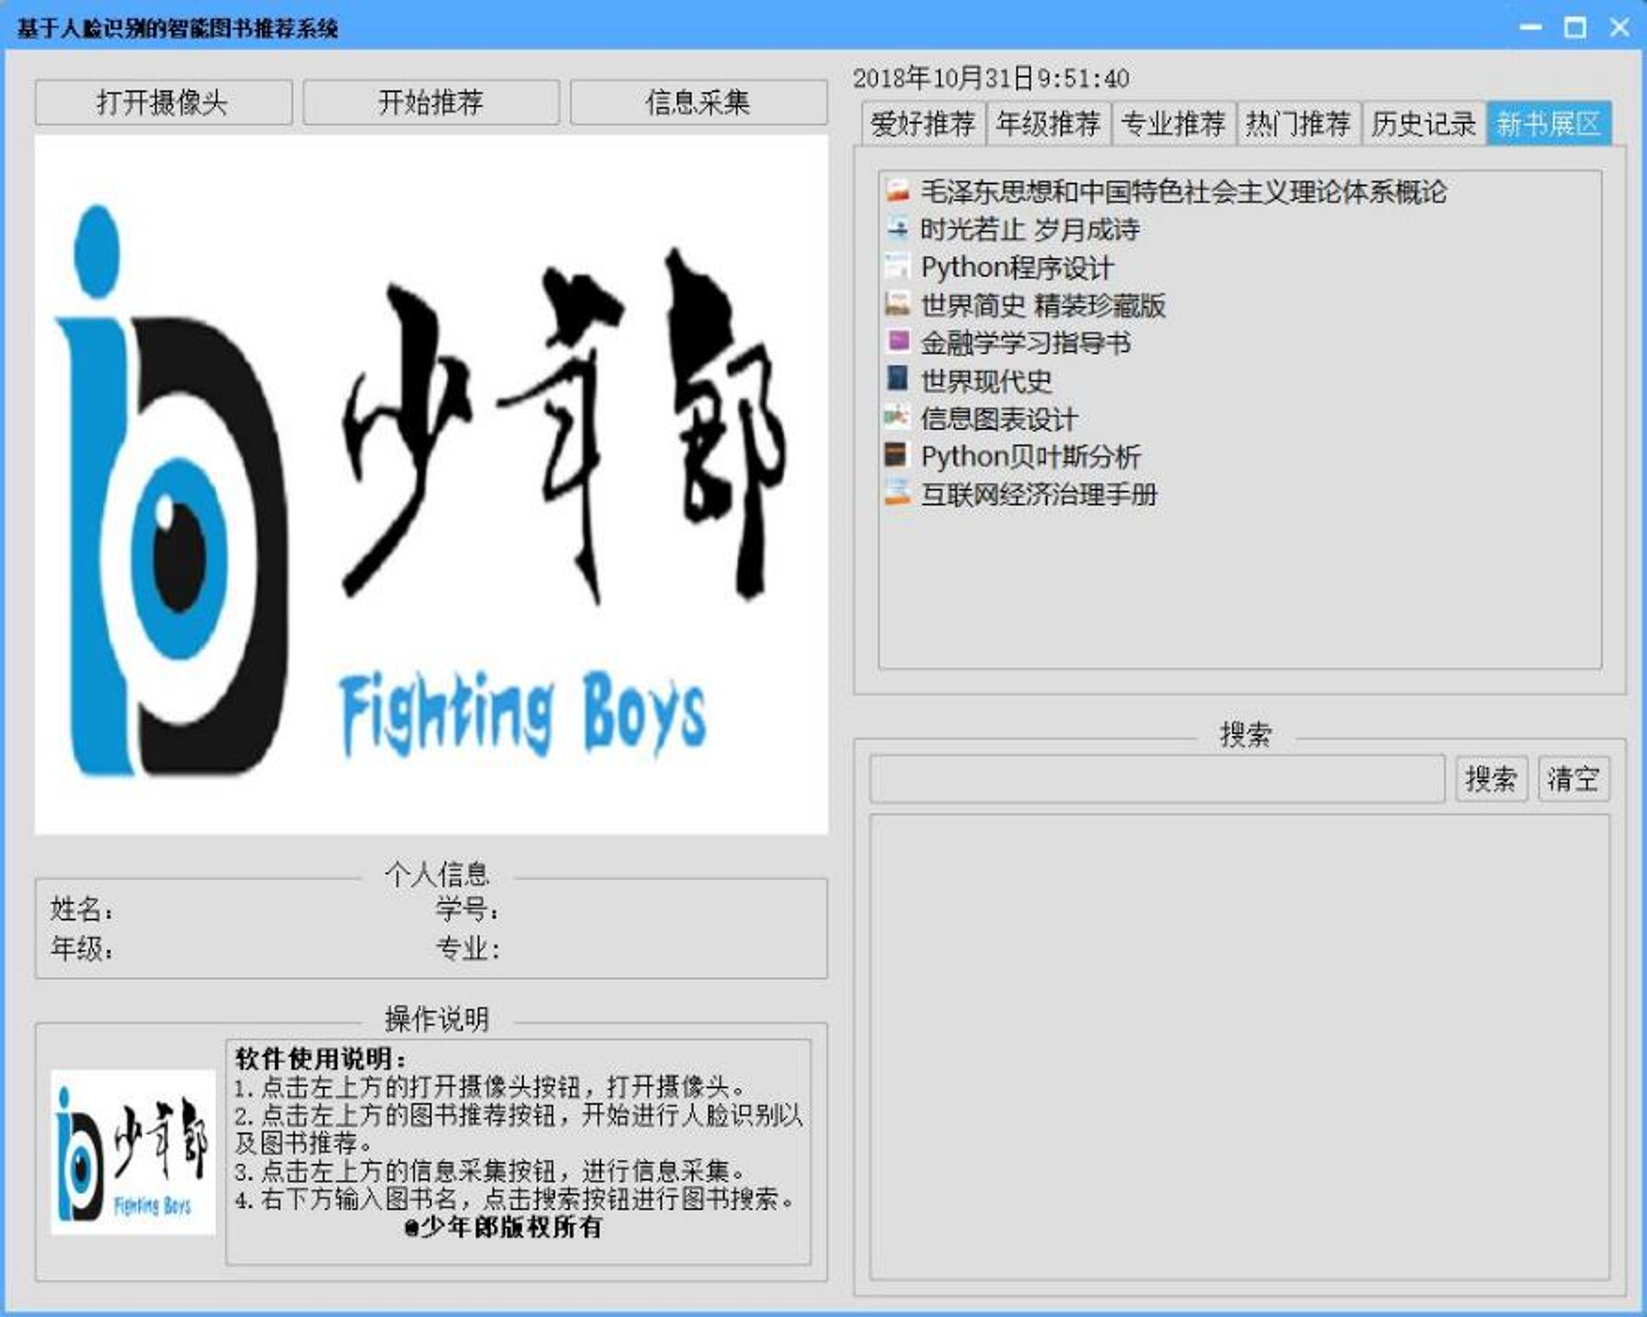 基于人脸识别的智能图书推荐系统
打开摄像头 开始推荐 信息采集
少年郎
Fighting Boys
个人信息
姓名： 学号：
年级： 专业：
操作说明
少年郎
Fighting Boys
软件使用说明：
1.点击左上方的打开摄像头按钮，打开摄像头。
2.点击左上方的图书推荐按钮，开始进行人脸识别以
及图书推荐。
3.点击左上方的信息采集按钮，进行信息采集。
4.右下方输入图书名，点击搜索按钮进行图书搜索。
@少年郎版权所有
2018年10月31日9:51:40
爱好推荐 年级推荐 专业推荐 热门推荐 历史记录 新书展区
毛泽东思想和中国特色社会主义理论体系概论
时光若止 岁月成诗
Python程序设计
世界简史 精装珍藏版
金融学学习指导书
世界现代史
信息图表设计
Python贝叶斯分析
互联网经济治理手册
搜索
搜索 清空